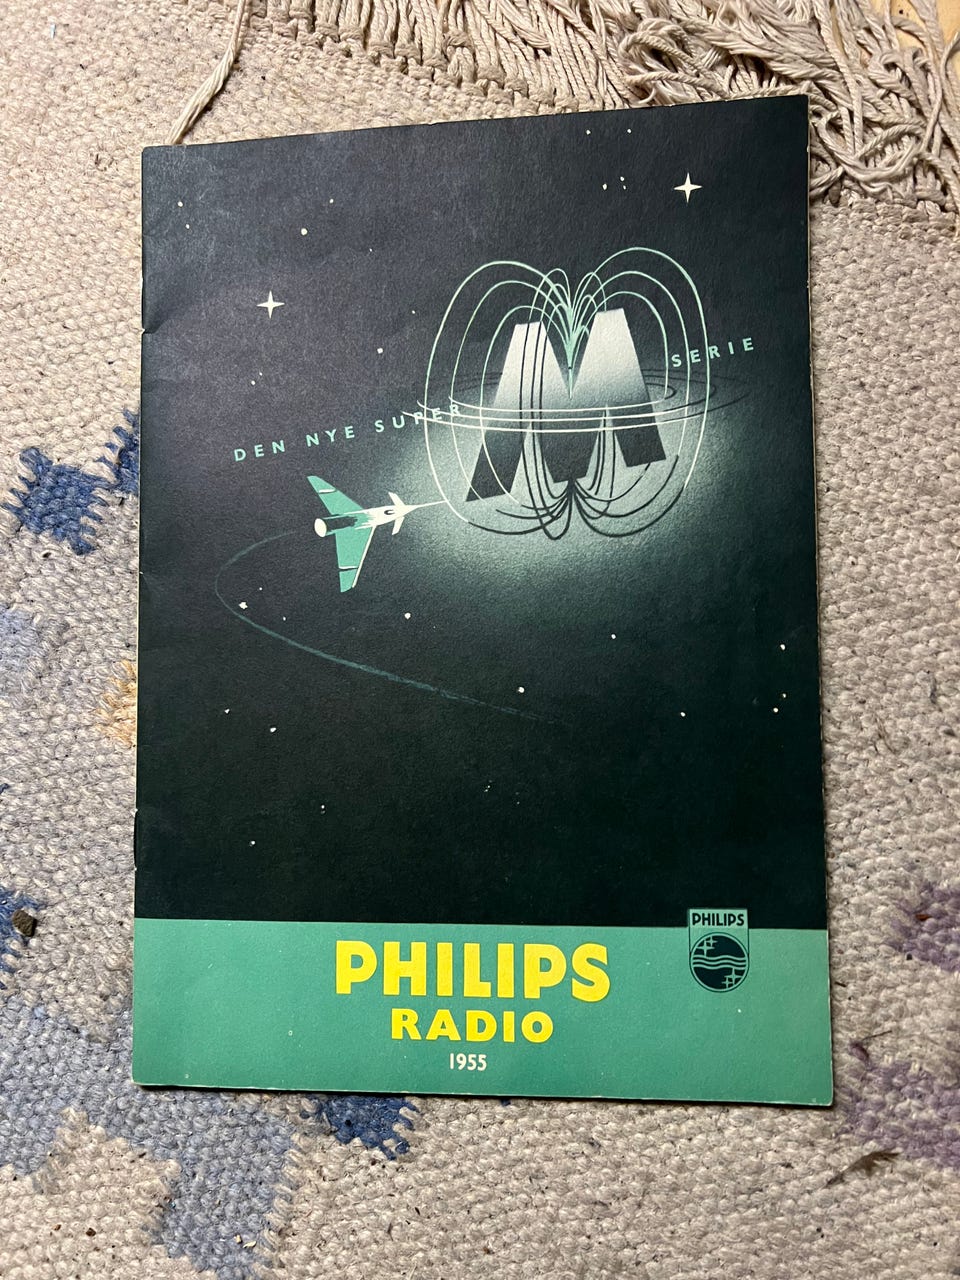 DEN NYE SUPER M SERIE
PHILIPS
PHILIPS
RADIO
1955